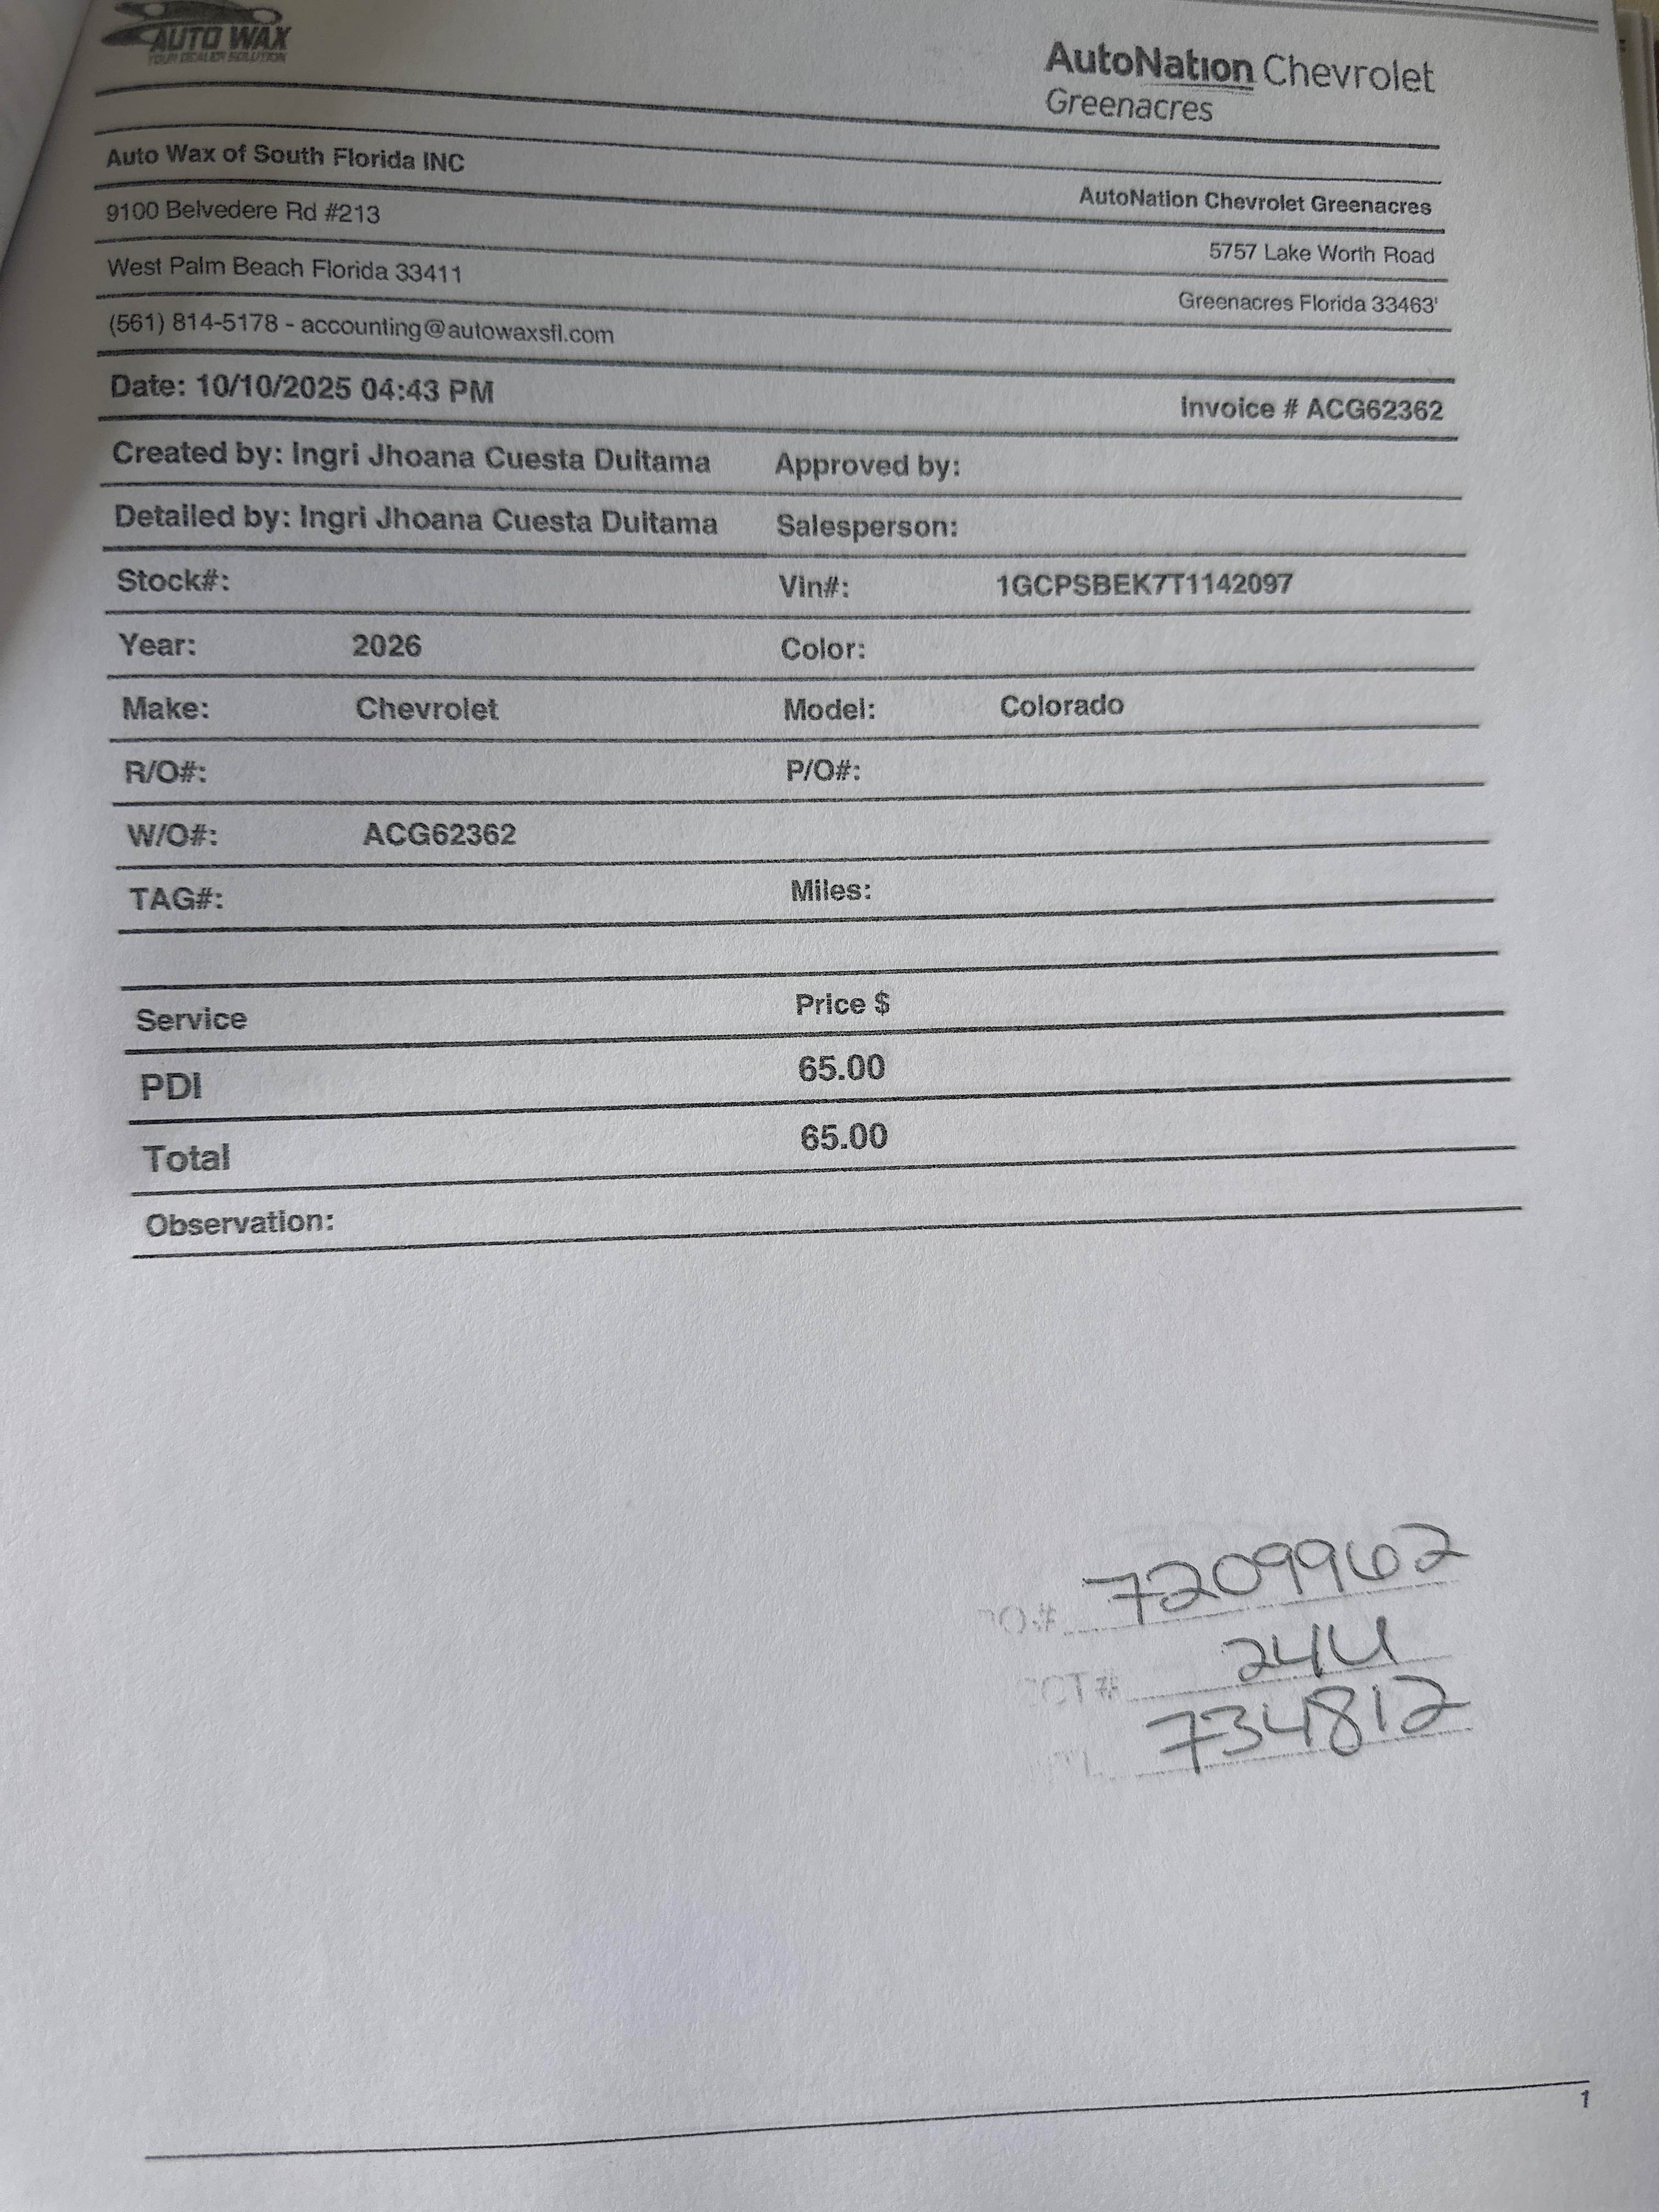 AUTO WAX
YOUR DEALER SOLUTION
AutoNation Chevrolet
Greenacres
Auto Wax of South Florida INC
AutoNation Chevrolet Greenacres
9100 Belvedere Rd #213
5757 Lake Worth Road
West Palm Beach Florida 33411
Greenacres Florida 33463'
(561) 814-5178 - accounting@autowaxsfl.com
Date: 10/10/2025 04:43 PM
Invoice # ACG62362
Created by: Ingri Jhoana Cuesta Duitama Approved by:
Detailed by: Ingri Jhoana Cuesta Duitama Salesperson:
Stock#: Vin#: 1GCPSBEK7T1142097
Year: 2026 Color:
Make: Chevrolet Model: Colorado
R/O#: P/O#:
W/O#: ACG62362
TAG#: Miles:
Service Price $
PDI 65.00
Total 65.00
Observation:
7209962
244
734812
1